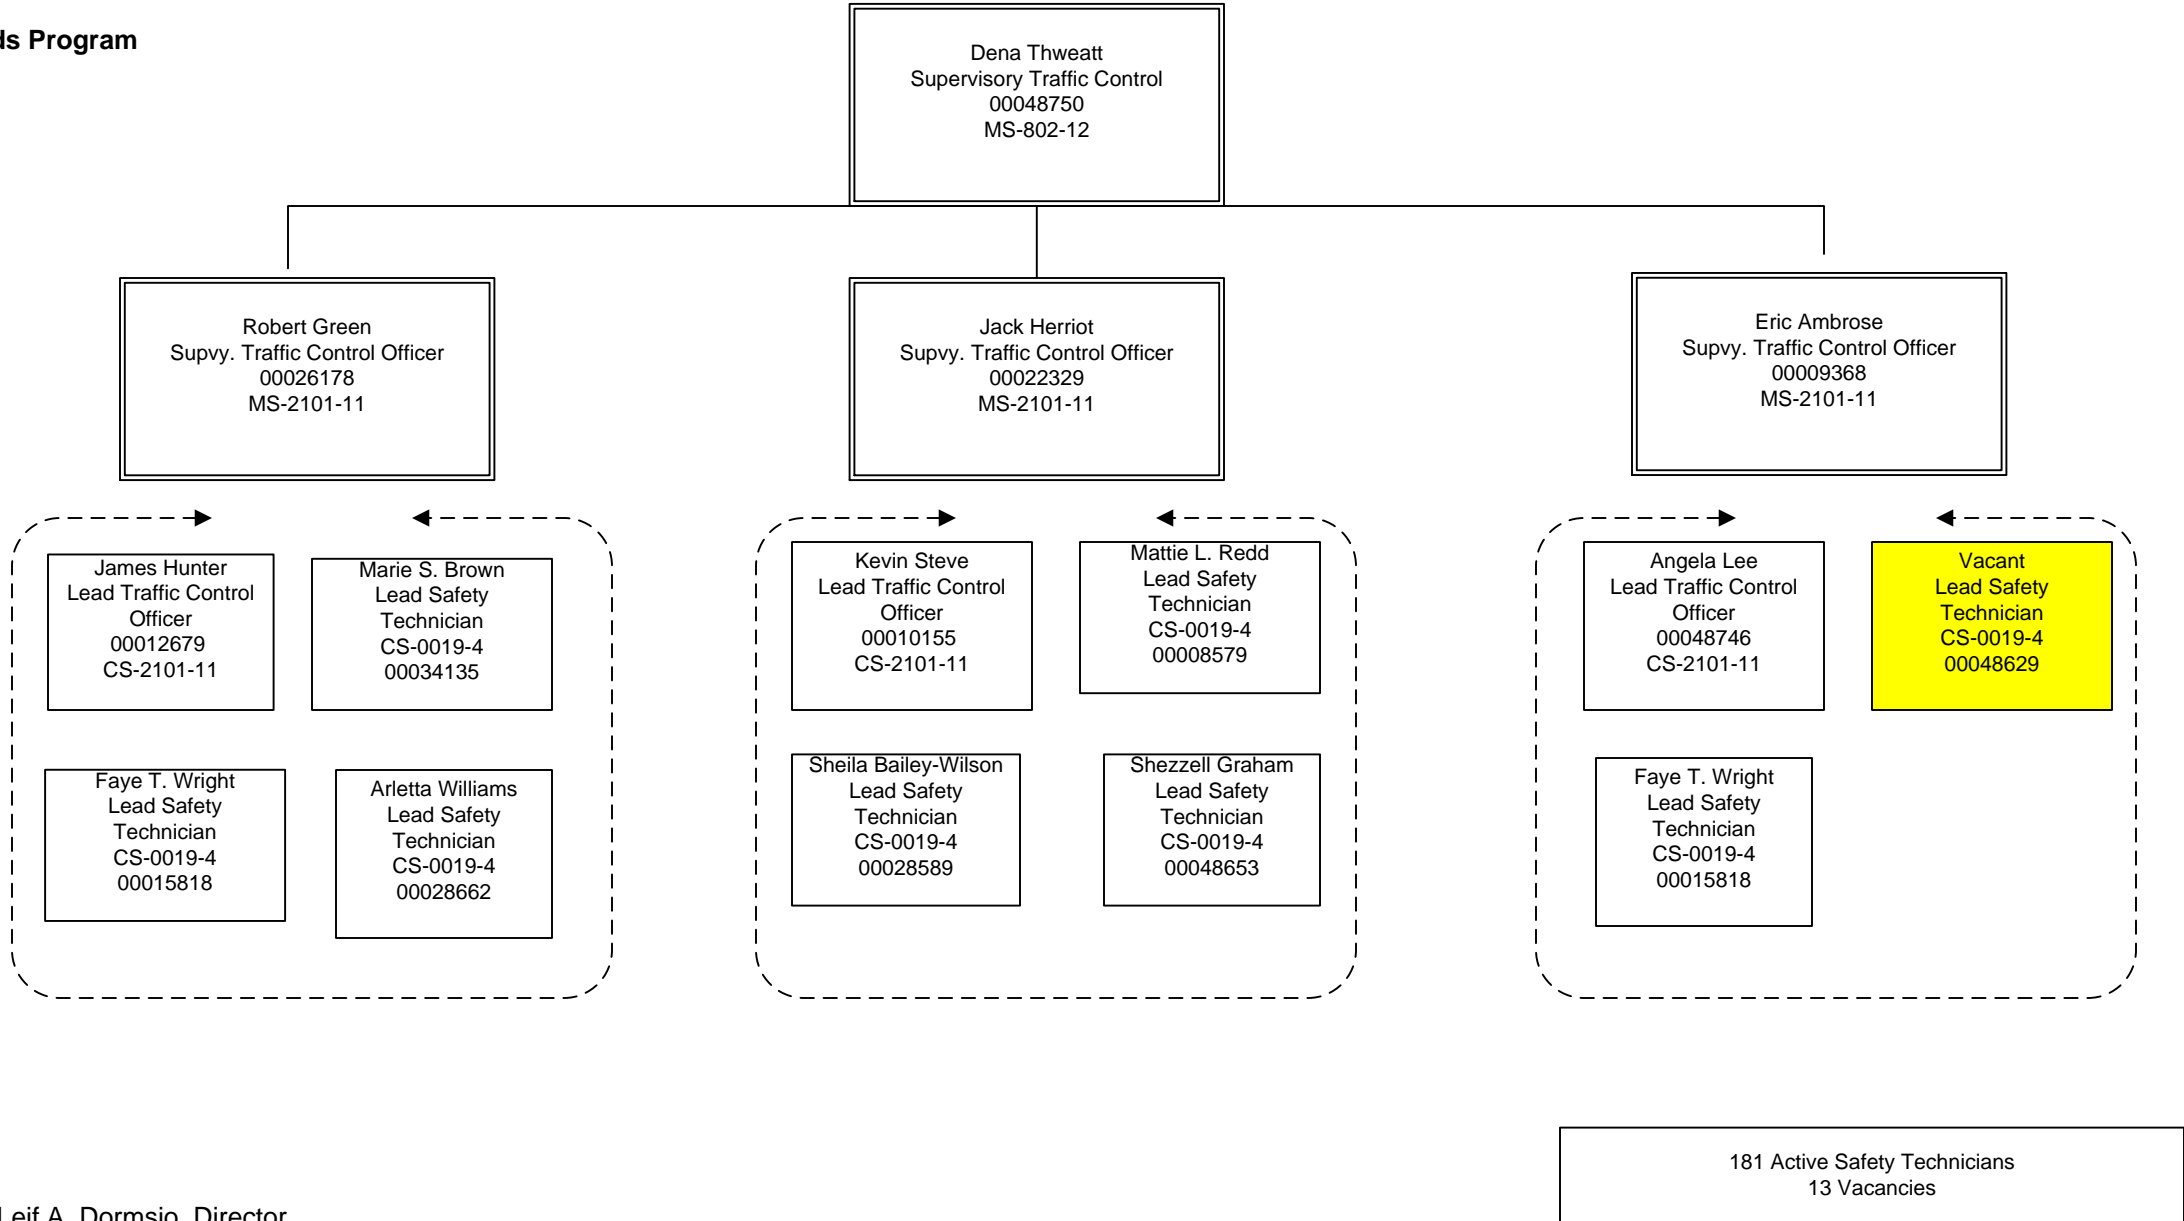 ds Program
Dena Thweatt
Supervisory Traffic Control
00048750
MS-802-12
Robert Green
Supvy. Traffic Control Officer
00026178
MS-2101-11
Jack Herriot
Supvy. Traffic Control Officer
00022329
MS-2101-11
Eric Ambrose
Supvy. Traffic Control Officer
00009368
MS-2101-11
James Hunter
Lead Traffic Control
Officer
00012679
CS-2101-11
Marie S. Brown
Lead Safety
Technician
CS-0019-4
00034135
Faye T. Wright
Lead Safety
Technician
CS-0019-4
00015818
Arletta Williams
Lead Safety
Technician
CS-0019-4
00028662
Kevin Steve
Lead Traffic Control
Officer
00010155
CS-2101-11
Mattie L. Redd
Lead Safety
Technician
CS-0019-4
00008579
Sheila Bailey-Wilson
Lead Safety
Technician
CS-0019-4
00028589
Shezzell Graham
Lead Safety
Technician
CS-0019-4
00048653
Angela Lee
Lead Traffic Control
Officer
00048746
CS-2101-11
Vacant
Lead Safety
Technician
CS-0019-4
00048629
Faye T. Wright
Lead Safety
Technician
CS-0019-4
00015818
181 Active Safety Technicians
13 Vacancies
Leif A. Dormsjo, Director